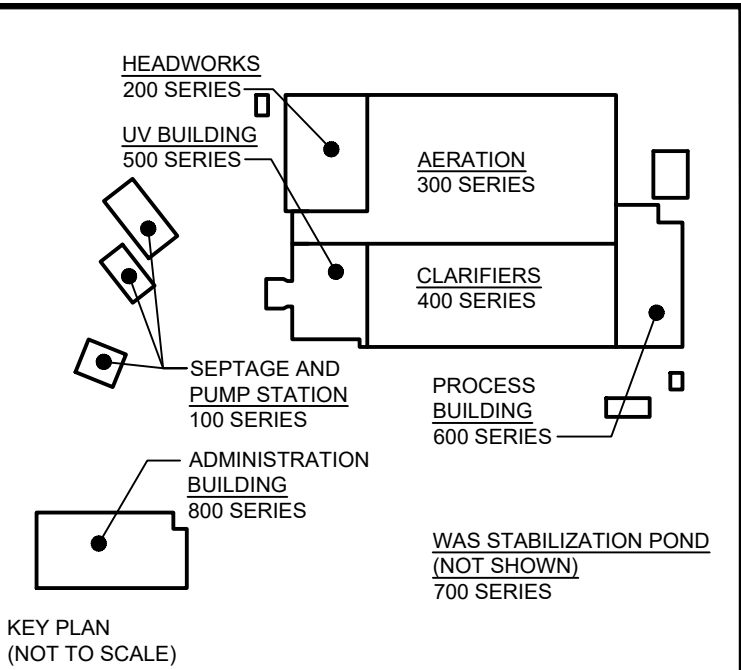 HEADWORKS
200 SERIES
UV BUILDING
500 SERIES
AERATION
300 SERIES
CLARIFIERS
400 SERIES
SEPTAGE AND
PUMP STATION
100 SERIES
PROCESS
BUILDING
600 SERIES
ADMINISTRATION
BUILDING
800 SERIES
WAS STABILIZATION POND
(NOT SHOWN)
700 SERIES
KEY PLAN
(NOT TO SCALE)